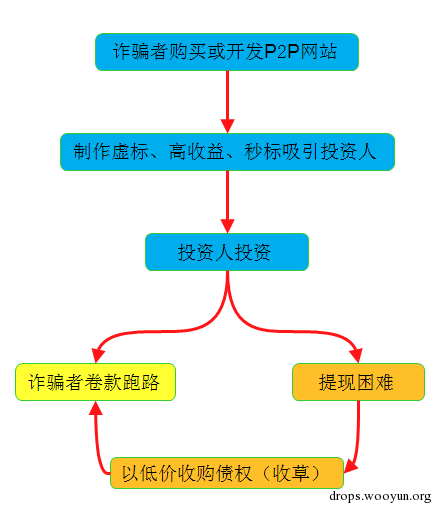 诈骗者购买或开发P2P网站
制作虚标、高收益、秒标吸引投资人
投资人投资
诈骗者卷款跑路
提现困难
以低价收购债权（收草）
drops.wooyun.org